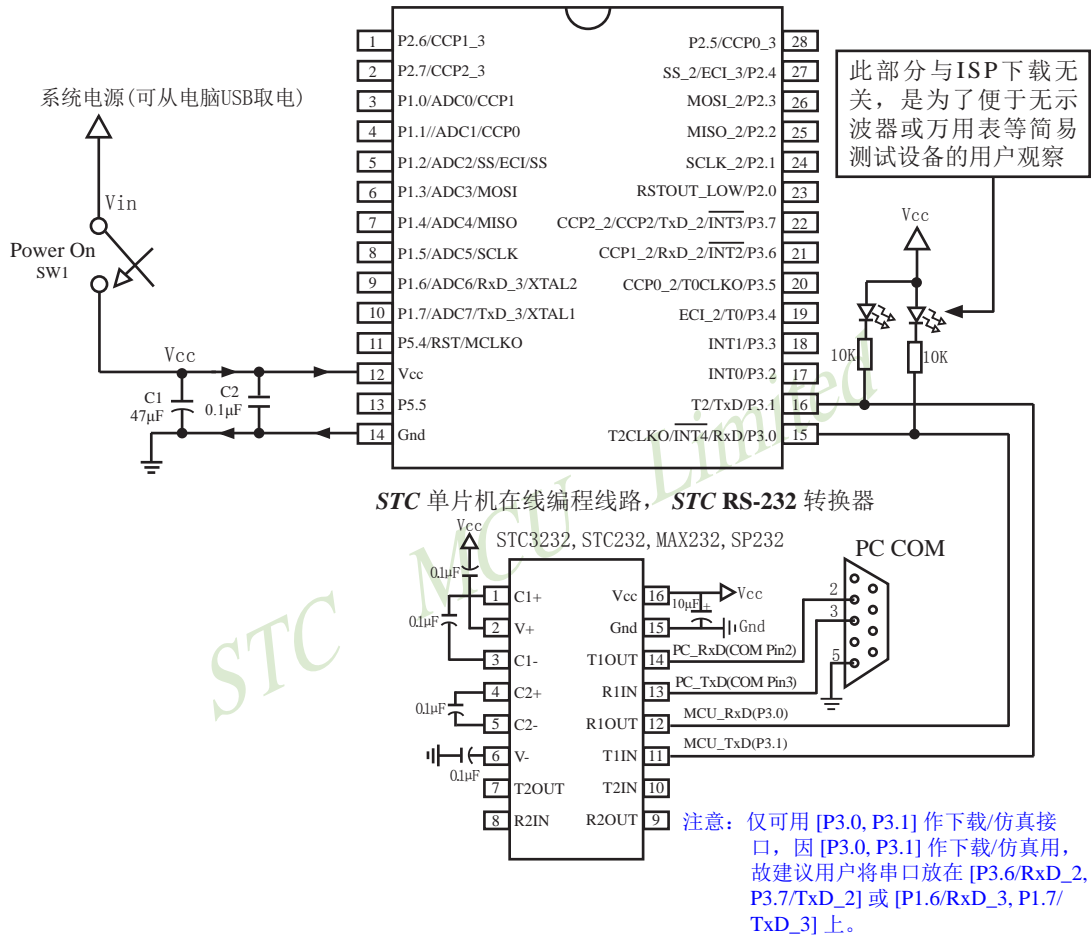 系统电源(可从电脑USB取电)
Vin
Power On
SW1
Vcc
C1
47μF
C2
0.1μF
1 P2.6/CCP1_3
2 P2.7/CCP2_3
3 P1.0/ADC0/CCP1
4 P1.1//ADC1/CCP0
5 P1.2/ADC2/SS/ECI/SS
6 P1.3/ADC3/MOSI
7 P1.4/ADC4/MISO
8 P1.5/ADC5/SCLK
9 P1.6/ADC6/RxD_3/XTAL2
10 P1.7/ADC7/TxD_3/XTAL1
11 P5.4/RST/MCLKO
12 Vcc
13 P5.5
14 Gnd
P2.5/CCP0_3 28
SS_2/ECI_3/P2.4 27
MOSI_2/P2.3 26
MISO_2/P2.2 25
SCLK_2/P2.1 24
RSTOUT_LOW/P2.0 23
CCP2_2/CCP2/TxD_2/INT3/P3.7 22
CCP1_2/RxD_2/INT2/P3.6 21
CCP0_2/T0CLKO/P3.5 20
ECI_2/T0/P3.4 19
INT1/P3.3 18
INT0/P3.2 17
T2/TxD/P3.1 16
T2CLKO/INT4/RxD/P3.0 15
此部分与ISP下载无
关，是为了便于无示
波器或万用表等简易
测试设备的用户观察
Vcc
10K
10K
STC MCU Limited
STC 单片机在线编程线路， STC RS-232 转换器
STC3232, STC232, MAX232, SP232
Vcc
0.1μF
0.1μF
0.1μF
0.1μF
1 C1+
2 V+
3 C1-
4 C2+
5 C2-
6 V-
7 T2OUT
8 R2IN
Vcc 16
Gnd 15
T1OUT 14
R1IN 13
R1OUT 12
T1IN 11
T2IN 10
R2OUT 9
10μF +
Vcc
Gnd
PC_RxD(COM Pin2)
PC_TxD(COM Pin3)
MCU_RxD(P3.0)
MCU_TxD(P3.1)
PC COM
2
3
5
注意：仅可用 [P3.0, P3.1] 作下载/仿真接
口，因 [P3.0, P3.1] 作下载/仿真用，
故建议用户将串口放在 [P3.6/RxD_2,
P3.7/TxD_2] 或 [P1.6/RxD_3, P1.7/
TxD_3] 上。